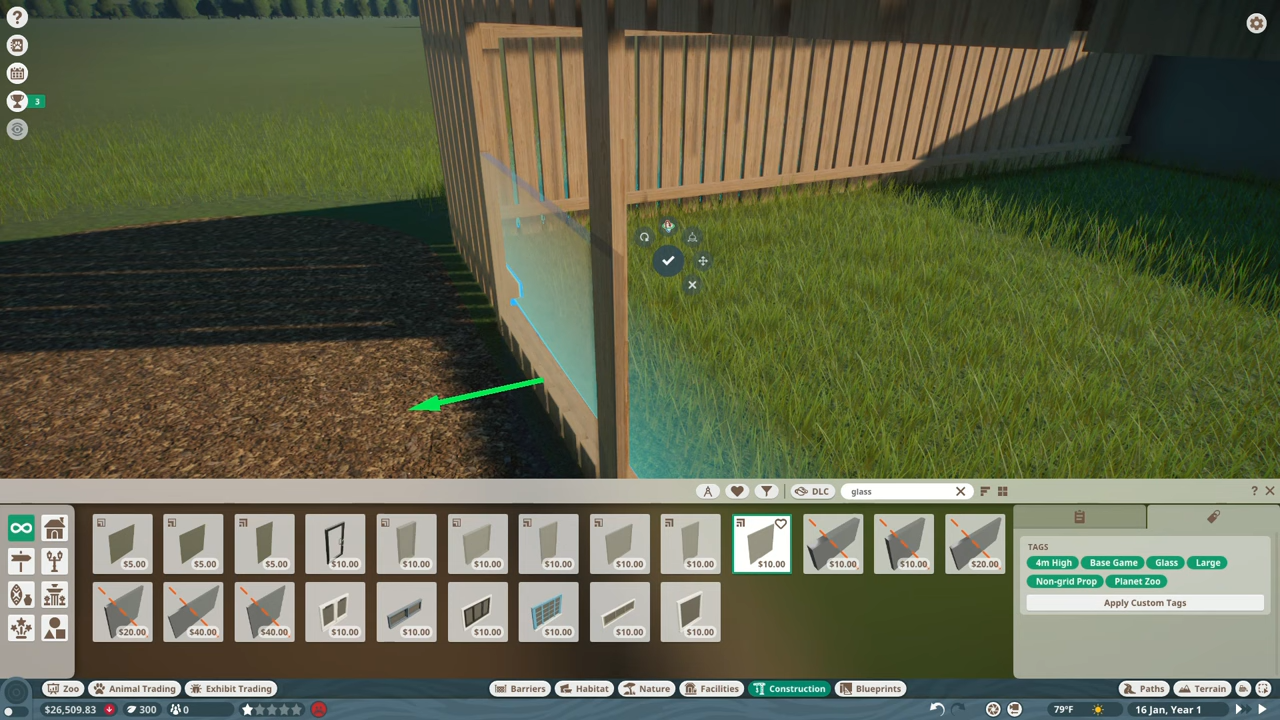 3
DLC
glass
$5.00 $5.00 $5.00 $10.00 $10.00 $10.00 $10.00 $10.00 $10.00 $10.00 $10.00 $10.00 $20.00
TAGS
4m High Base Game Glass Large
Non-grid Prop Planet Zoo
Apply Custom Tags
$20.00 $40.00 $40.00 $10.00 $10.00 $10.00 $10.00 $10.00 $10.00
Zoo Animal Trading Exhibit Trading Barriers Habitat Nature Facilities Construction Blueprints Paths Terrain
$26,509.83 300 0 79°F 16 Jan, Year 1